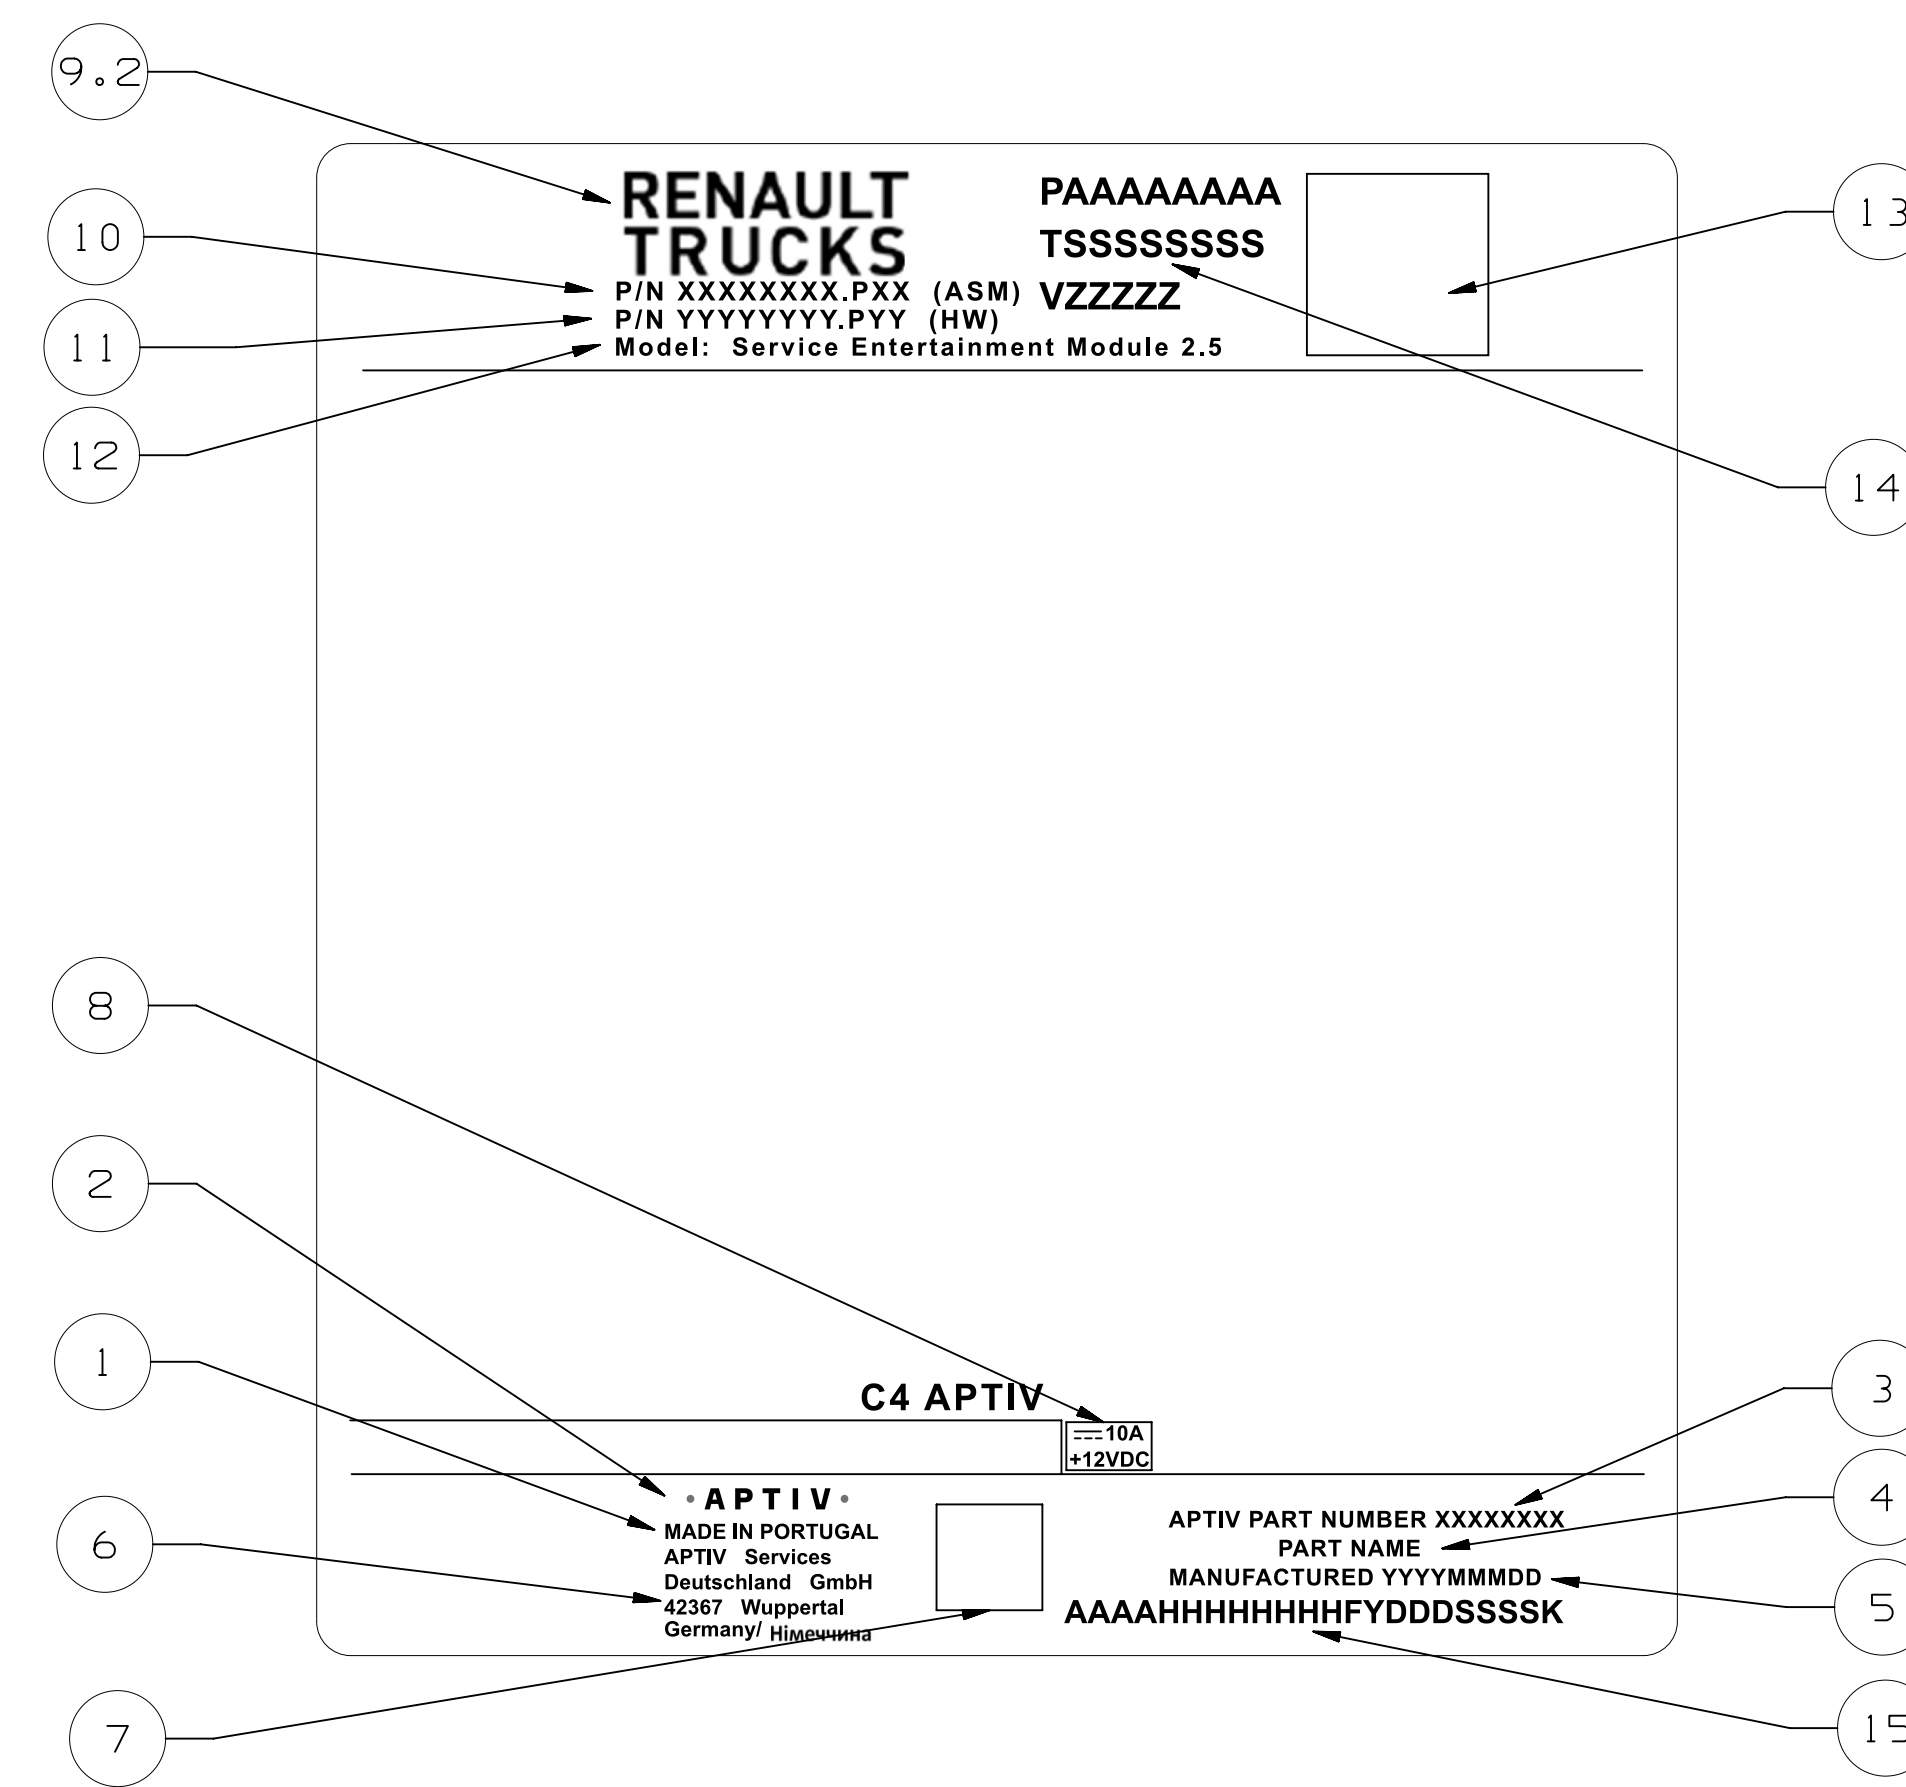 9.2
RENAULT
TRUCKS
PAAAAAAAA
TSSSSSSSS
VZZZZZ
13
10
P/N XXXXXXXX.PXX (ASM)
11
P/N YYYYYYYY.PYY (HW)
12
Model: Service Entertainment Module 2.5
14
8
2
1
C4 APTIV
10A
+12VDC
3
·APTIV·
MADE IN PORTUGAL
APTIV Services
Deutschland GmbH
42367 Wuppertal
Germany/ Німеччина
6
7
APTIV PART NUMBER XXXXXXXX
4
PART NAME
MANUFACTURED YYYYMMMDD
5
AAAAHHHHHHHHFYDDDSSSSK
15